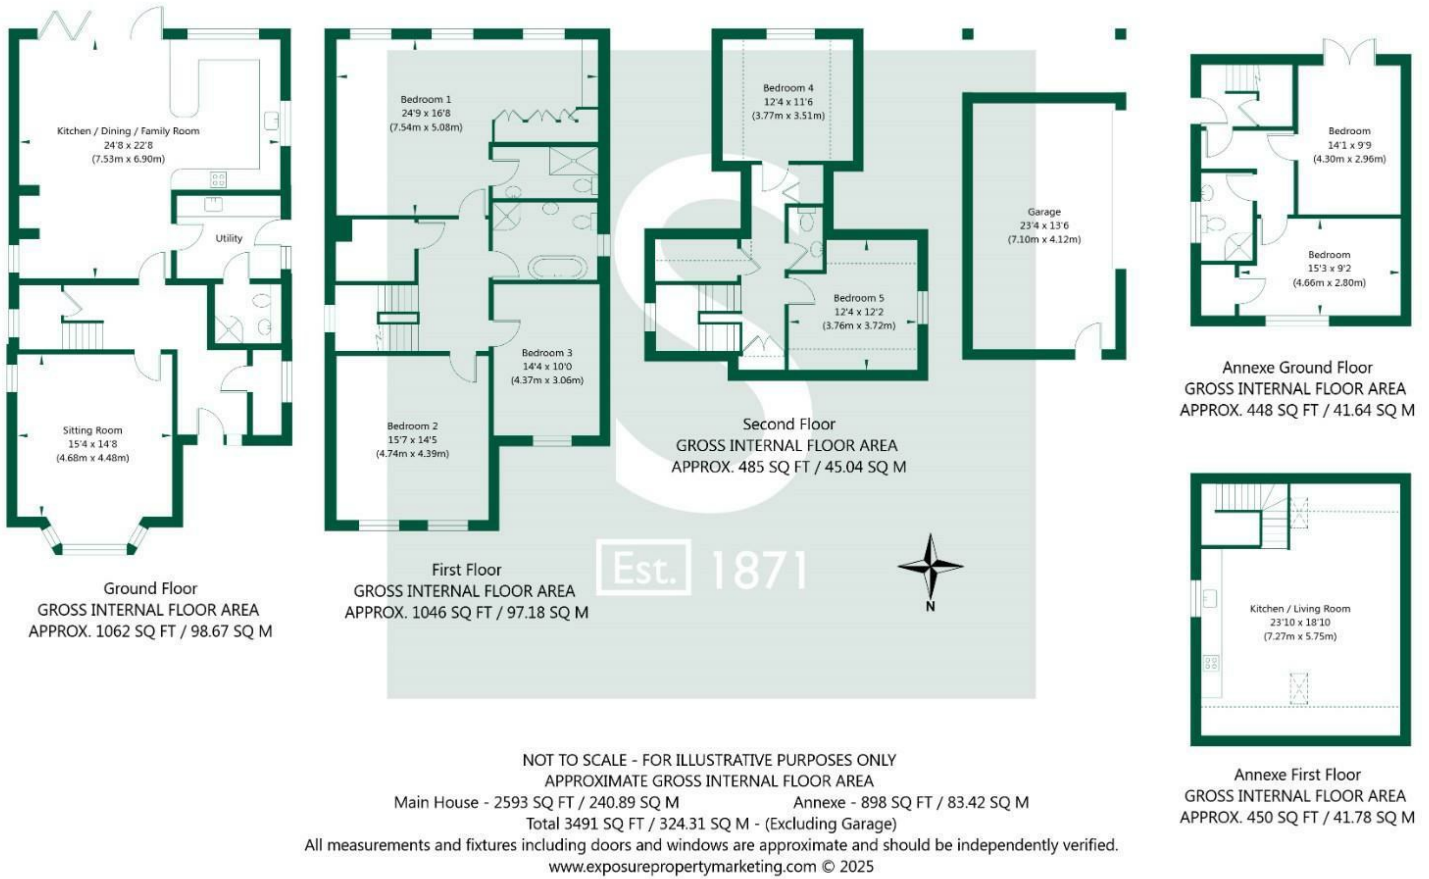 Kitchen / Dining / Family Room
24'8 x 22'8
(7.53m x 6.90m)
Utility
Sitting Room
15'4 x 14'8
(4.68m x 4.48m)
Ground Floor
GROSS INTERNAL FLOOR AREA
APPROX. 1062 SQ FT / 98.67 SQ M
Bedroom 1
24'9 x 16'8
(7.54m x 5.08m)
Bedroom 3
14'4 x 10'0
(4.37m x 3.06m)
Bedroom 2
15'7 x 14'5
(4.74m x 4.39m)
First Floor
GROSS INTERNAL FLOOR AREA
APPROX. 1046 SQ FT / 97.18 SQ M
Bedroom 4
12'4 x 11'6
(3.77m x 3.51m)
Bedroom 5
12'4 x 12'2
(3.76m x 3.72m)
Second Floor
GROSS INTERNAL FLOOR AREA
APPROX. 485 SQ FT / 45.04 SQ M
S
Est. 1871
N
Garage
23'4 x 13'6
(7.10m x 4.12m)
Bedroom
14'1 x 9'9
(4.30m x 2.96m)
Bedroom
15'3 x 9'2
(4.66m x 2.80m)
Annexe Ground Floor
GROSS INTERNAL FLOOR AREA
APPROX. 448 SQ FT / 41.64 SQ M
Kitchen / Living Room
23'10 x 18'10
(7.27m x 5.75m)
Annexe First Floor
GROSS INTERNAL FLOOR AREA
APPROX. 450 SQ FT / 41.78 SQ M
NOT TO SCALE - FOR ILLUSTRATIVE PURPOSES ONLY
APPROXIMATE GROSS INTERNAL FLOOR AREA
Main House - 2593 SQ FT / 240.89 SQ M Annexe - 898 SQ FT / 83.42 SQ M
Total 3491 SQ FT / 324.31 SQ M - (Excluding Garage)
All measurements and fixtures including doors and windows are approximate and should be independently verified.
www.exposurepropertymarketing.com © 2025